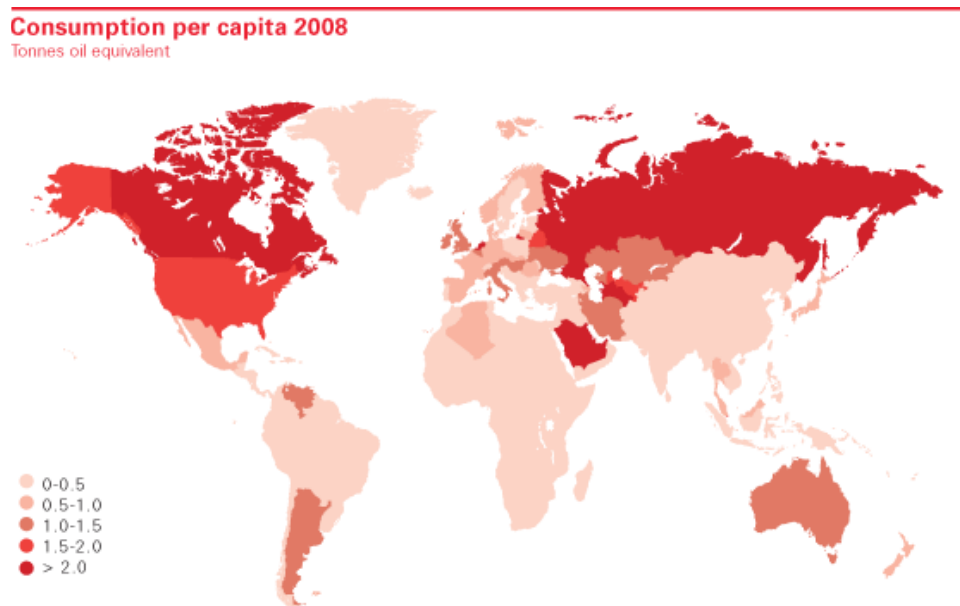 Consumption per capita 2008
Tonnes oil equivalent
0-0.5
0.5-1.0
1.0-1.5
1.5-2.0
> 2.0